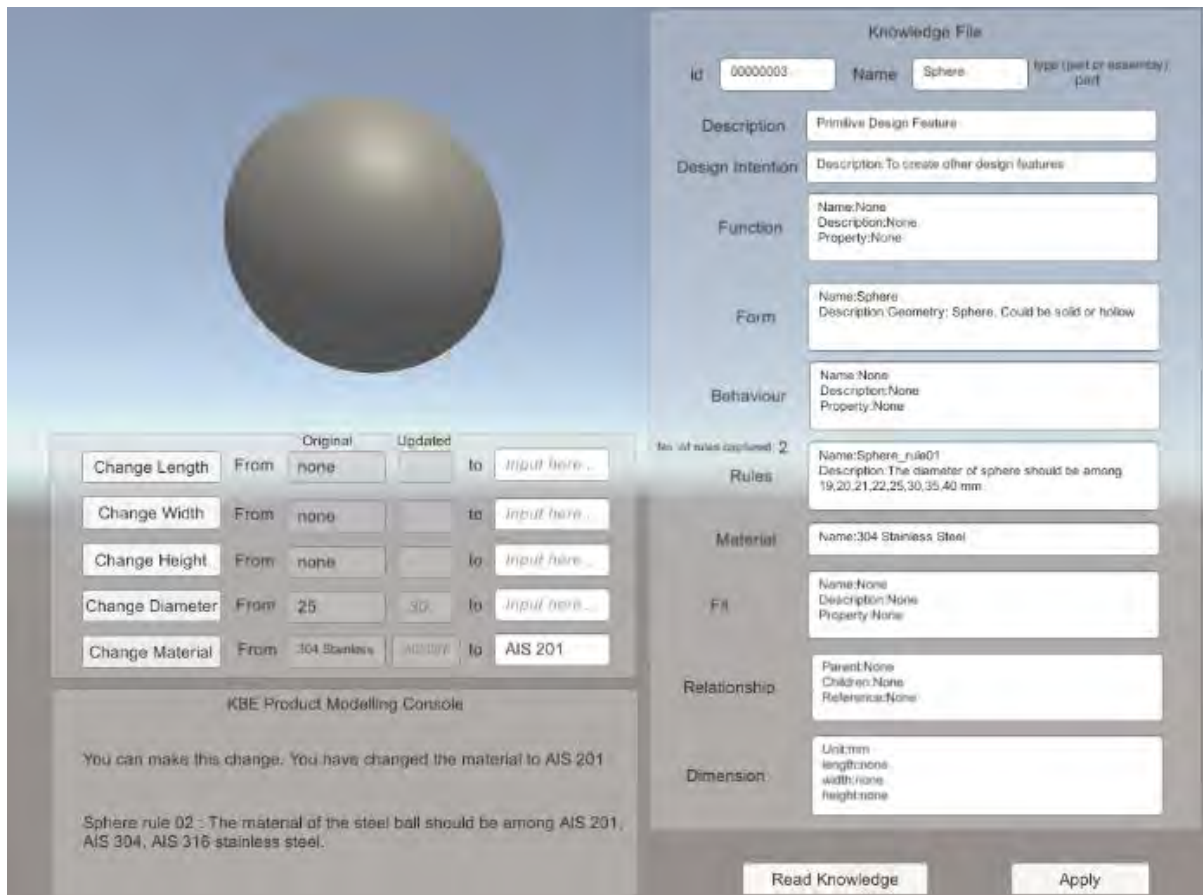 Knowledge File
id 00000003 Name Sphere type (part or assembly)
part
Description Primitive Design Feature
Design Intention Description:To create other design features
Function
Name:None
Description:None
Property:None
Form
Name:Sphere
Description:Geometry: Sphere, Could be solid or hollow
Behaviour
Name:None
Description:None
Property:None
No. of rules captured: 2
Rules
Name:Sphere_rule01
Description:The diameter of sphere should be among
19,20,21,22,25,30,35,40 mm
Material Name:304 Stainless Steel
Fit
Name:None
Description:None
Property:None
Relationship
Parent:None
Children:None
Reference:None
Dimension
Unit:mm
length:none
width:none
height:none
Read Knowledge Apply
Original Updated
Change Length From none to Input here...
Change Width From none to Input here...
Change Height From none to Input here...
Change Diameter From 25 30 to Input here...
Change Material From 304 Stainless to AIS 201
KBE Product Modelling Console
You can make this change. You have changed the material to AIS 201
Sphere rule 02 : The material of the steel ball should be among AIS 201,
AIS 304, AIS 316 stainless steel.